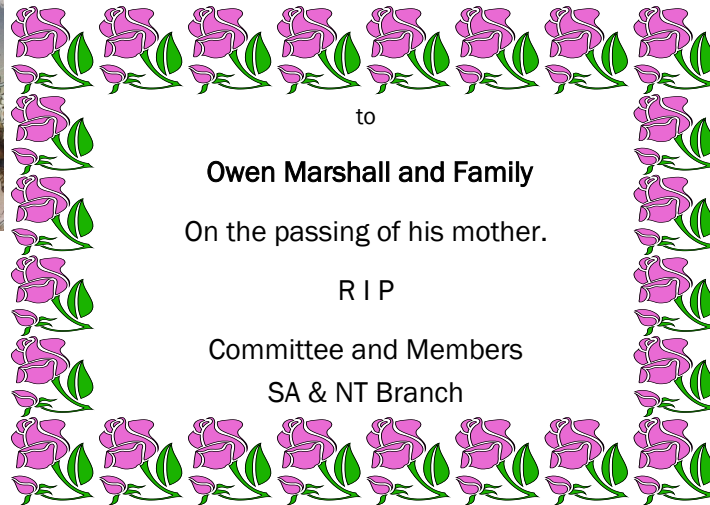 to
Owen Marshall and Family
On the passing of his mother.
R I P
Committee and Members
SA & NT Branch